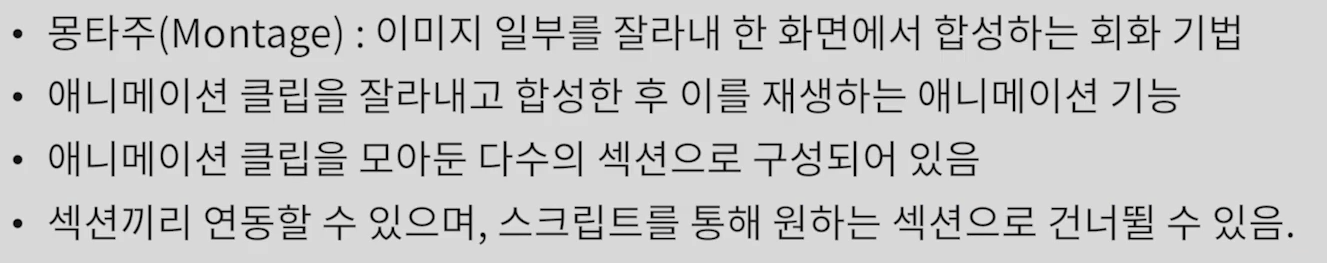 • 몽타주(Montage) : 이미지 일부를 잘라내 한 화면에서 합성하는 회화 기법
• 애니메이션 클립을 잘라내고 합성한 후 이를 재생하는 애니메이션 기능
• 애니메이션 클립을 모아둔 다수의 섹션으로 구성되어 있음
• 섹션끼리 연동할 수 있으며, 스크립트를 통해 원하는 섹션으로 건너뛸 수 있음.